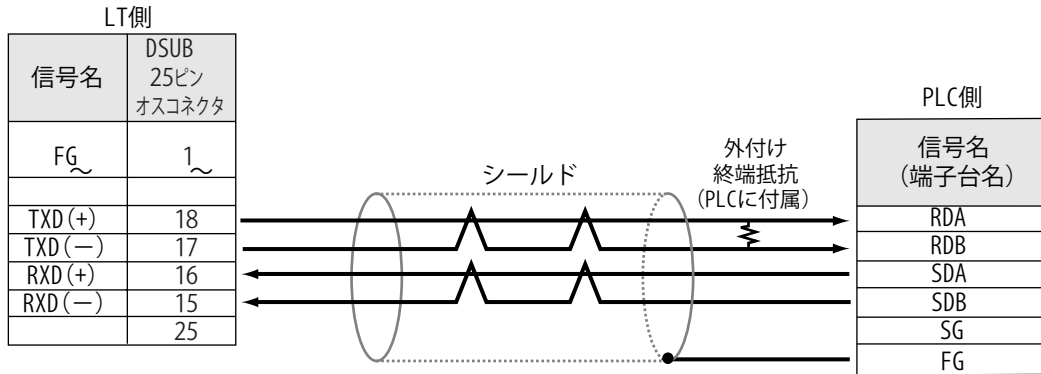 LT側
信号名
DSUB
25ピン
オスコネクタ
FG
1
TXD(+) 18
TXD(ー) 17
RXD(+) 16
RXD(ー) 15
25
シールド
外付け
終端抵抗
(PLCに付属)
PLC側
信号名
(端子台名)
RDA
RDB
SDA
SDB
SG
FG